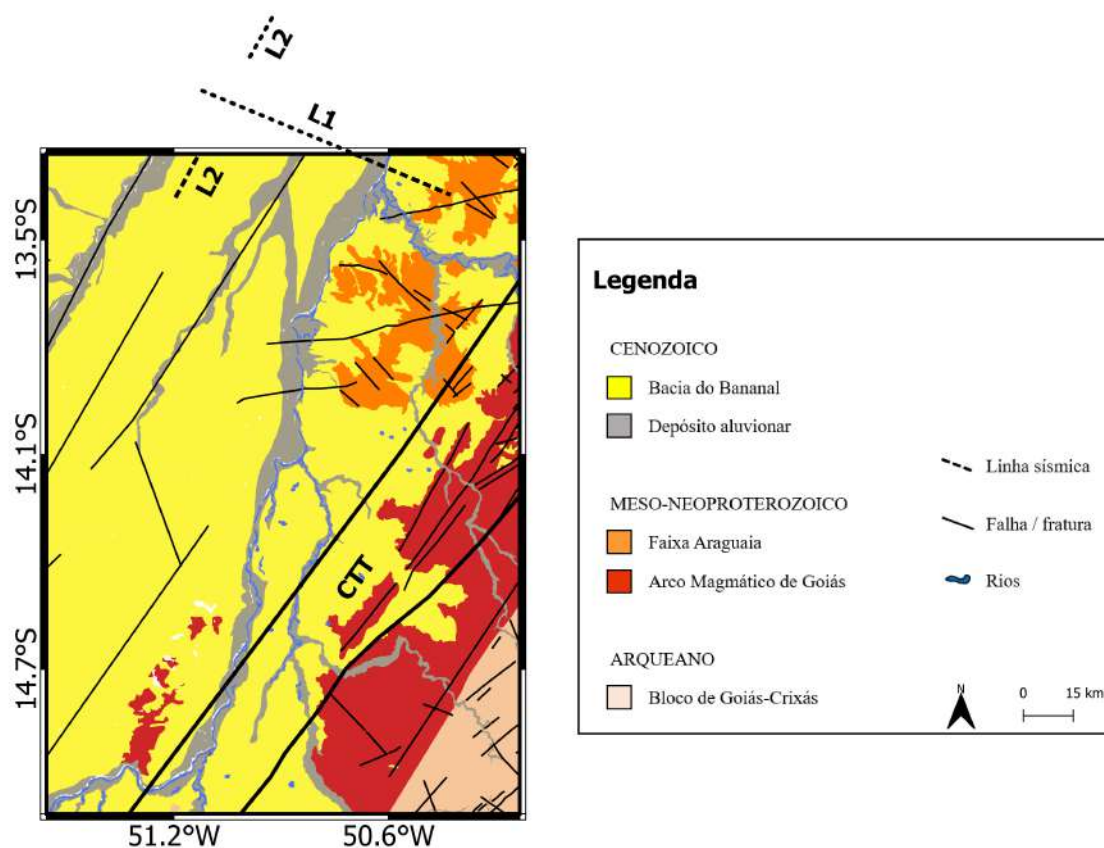 L2
L1
L2
13.5°S
14.1°S
14.7°S
CTT
51.2°W
50.6°W
Legenda
CENOZOICO
Bacia do Bananal
Depósito aluvionar
MESO-NEOPROTEROZOICO
Faixa Araguaia
Arco Magmático de Goiás
ARQUEANO
Bloco de Goiás-Crixás
Linha sísmica
Falha / fratura
Rios
N
0 15 km